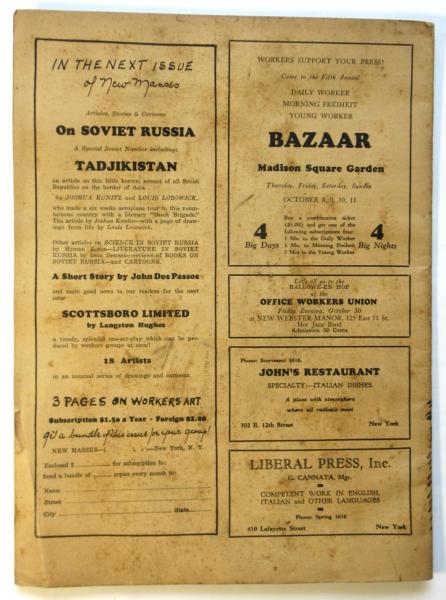 IN THE NEXT ISSUE
of New Masses
Articles, Stories & Cartoons
On SOVIET RUSSIA
A Special Soviet Number including:
TADJIKISTAN
an article on this little known, newest of all Soviet
Republics on the border of Asia
by JOSHUA KUNITZ and LOUIS LOZOWICK,
who made a six weeks aeroplane tour to this moun-
tainous country with a literary "Shock Brigade."
The article by Joshua Kunitz—with a page of draw-
ings from life by Louis Lozowick.
Other articles on SCIENCE IN SOVIET RUSSIA
by Hyman —LITERATURE IN SOVIET
RUSSIA by —reviews of BOOKS ON
SOVIET RUSSIA—and CARTOONS.
A Short Story by John Dos Passos
and more good news to our readers for the next
issue
SCOTTSBORO LIMITED
by Langston Hughes
a timely, splendid one-act-play which can be pro-
duced by workers groups at once!
18 Artists
in an unusual series of drawings and cartoons.
3 PAGES ON WORKERS ART
Subscription $1.50 a Year - Foreign $2.00
get a bundle of this issue for your group!
NEW MASSES— —New York, N. Y.
Enclosed $ for subscription to:
Send a bundle of copies every month to:
Name
Street
City State
WORKERS SUPPORT YOUR PRESS!
Come to the Fifth Annual
DAILY WORKER
MORNING FREIHEIT
YOUNG WORKER
BAZAAR
Madison Square Garden
Thursday, Friday, Saturday, Sunday
OCTOBER 8, 9, 10, 11
4
Big Days
Buy a combination ticket
($1.00) and get one of the
following subscriptions free:
1 Mo. to the Daily Worker
1 Mo. to Morning Freiheit
2 Mos to the Young Worker
4
Big Nights
Let's all go to the
BALLOWE-EN HOP
of the
OFFICE WORKERS UNION
Friday Evening, October 30
at NEW WEBSTER MANOR, 125 East 11 St.
Hot Jazz Band
Admission 50 Cents
Phone: Stuyvesant 3816.
JOHN'S RESTAURANT
SPECIALTY: ITALIAN DISHES
A place with atmosphere
where all radicals meet
302 E. 12th Street New York
LIBERAL PRESS, Inc.
G. CANNATA, Mgr.
COMPETENT WORK IN ENGLISH,
ITALIAN and OTHER LANGUAGES
Phone: Spring
410 Lafayette Street New York